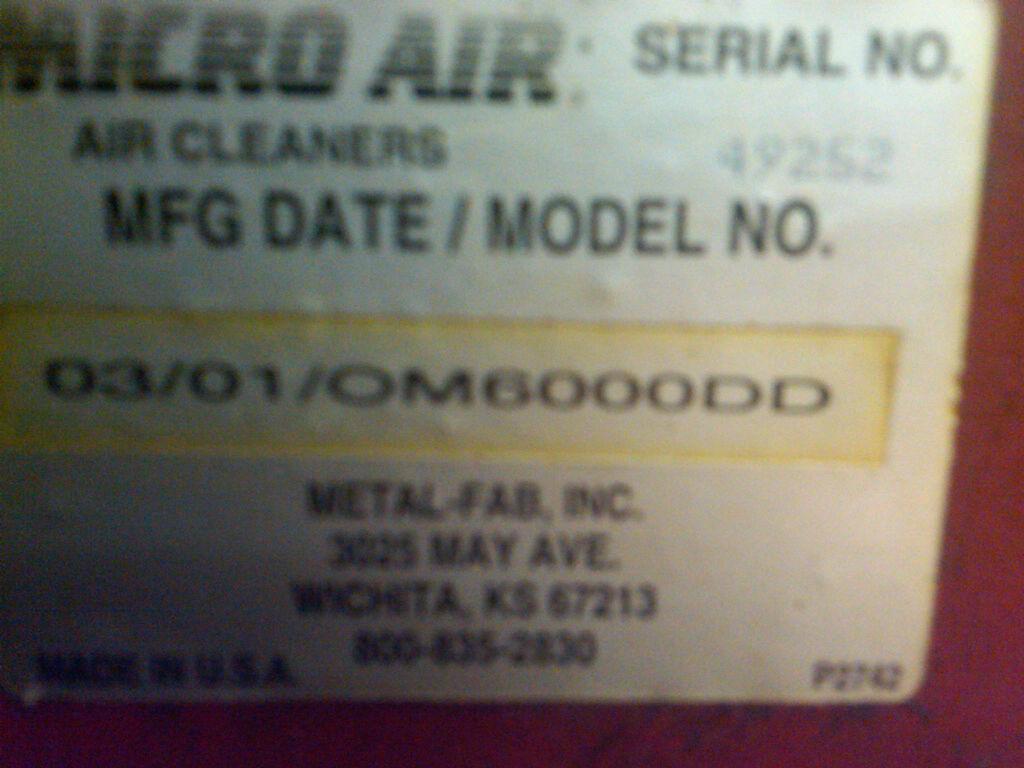 MICRO AIR. SERIAL NO.
AIR CLEANERS 49252
MFG DATE / MODEL NO.
03/01/OM6000DD
METAL-FAB, INC.
3025 MAY AVE.
WICHITA, KS 67213
800-835-2830
MADE IN U.S.A. P2742